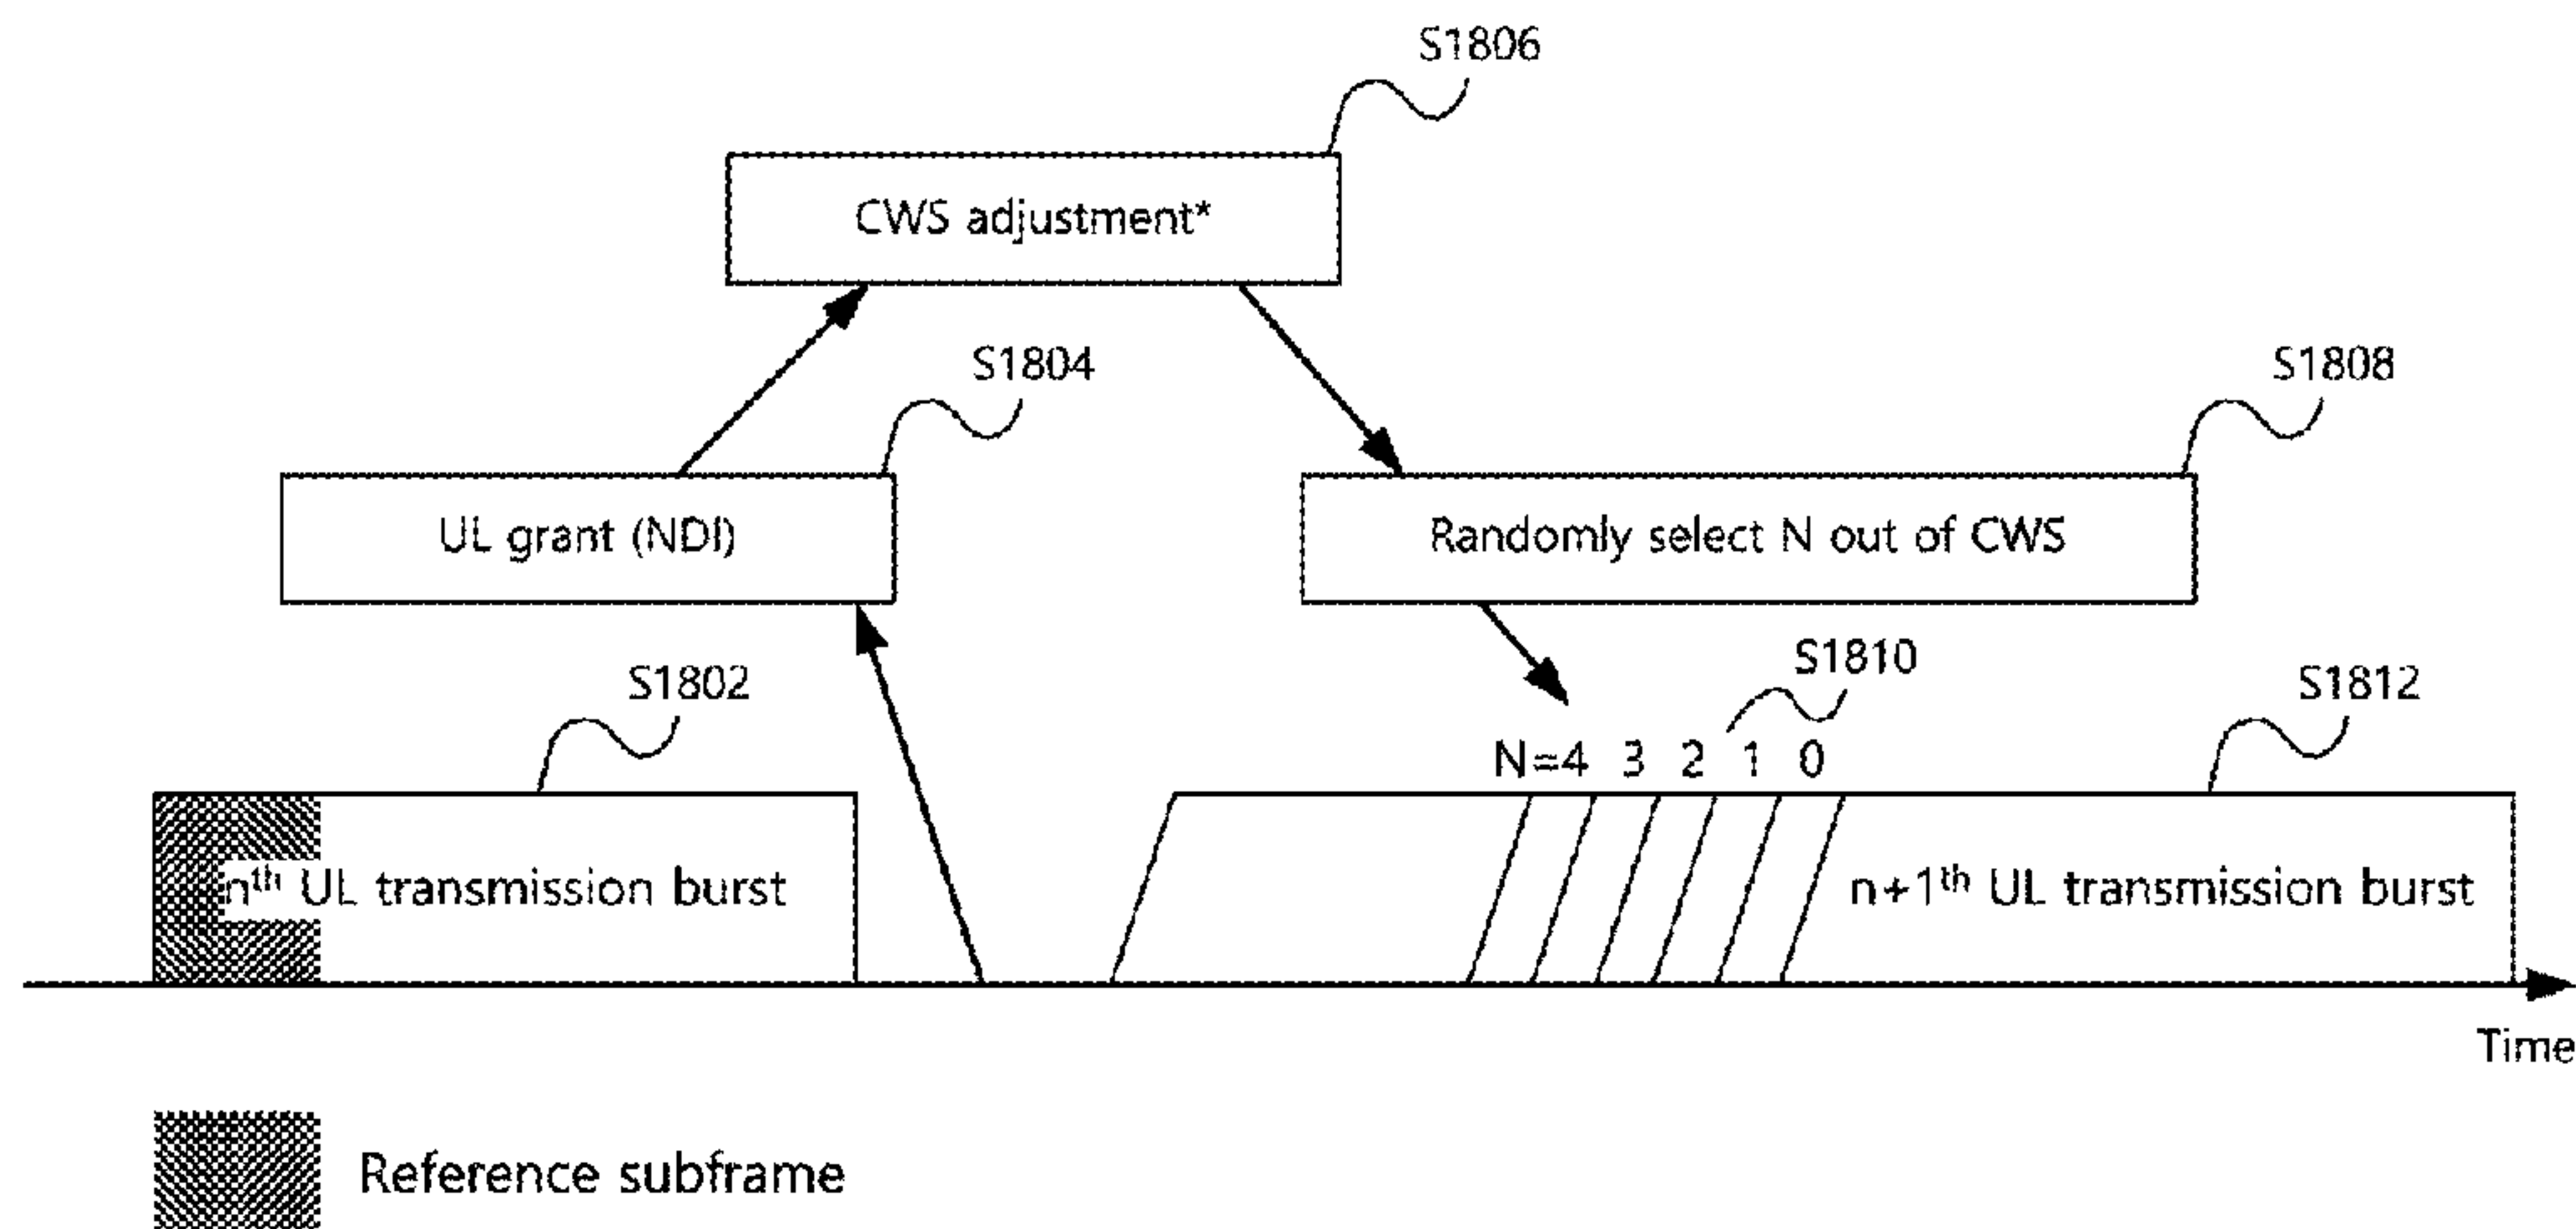 S1806
CWS adjustment*
S1804
S1808
UL grant (NDI)
Randomly select N out of CWS
S1802
S1810
S1812
N=4 3 2 1 0
nth UL transmission burst
n+1th UL transmission burst
Time
Reference subframe